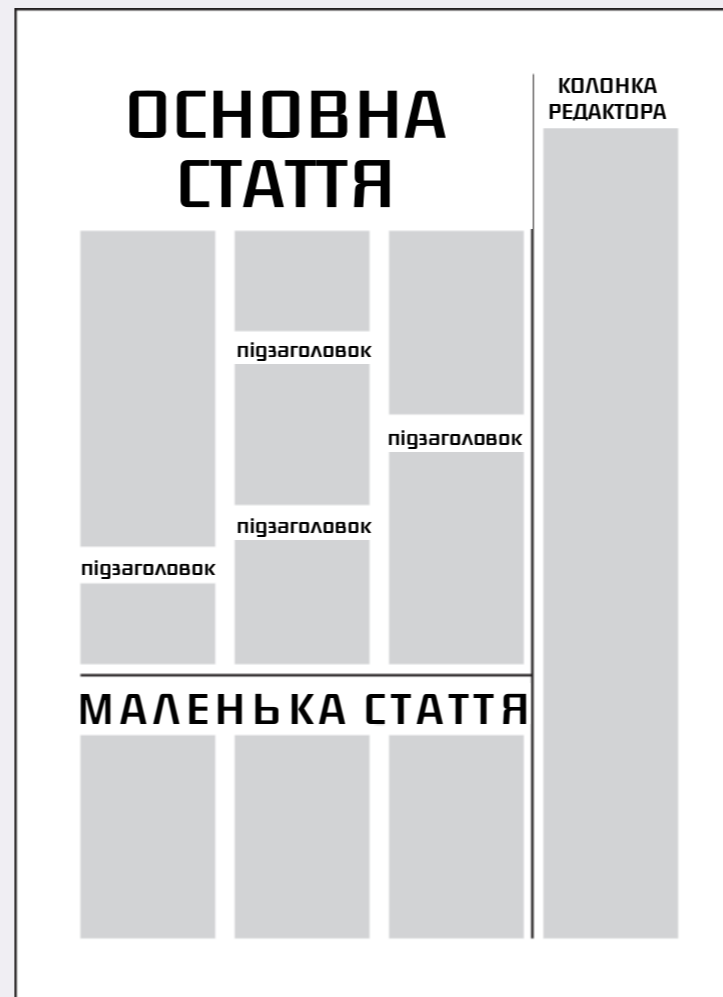 ОСНОВНА
СТАТТЯ
підзаголовок
підзаголовок
підзаголовок
підзаголовок
МАЛЕНЬКА СТАТТЯ
КОЛОНКА
РЕДАКТОРА